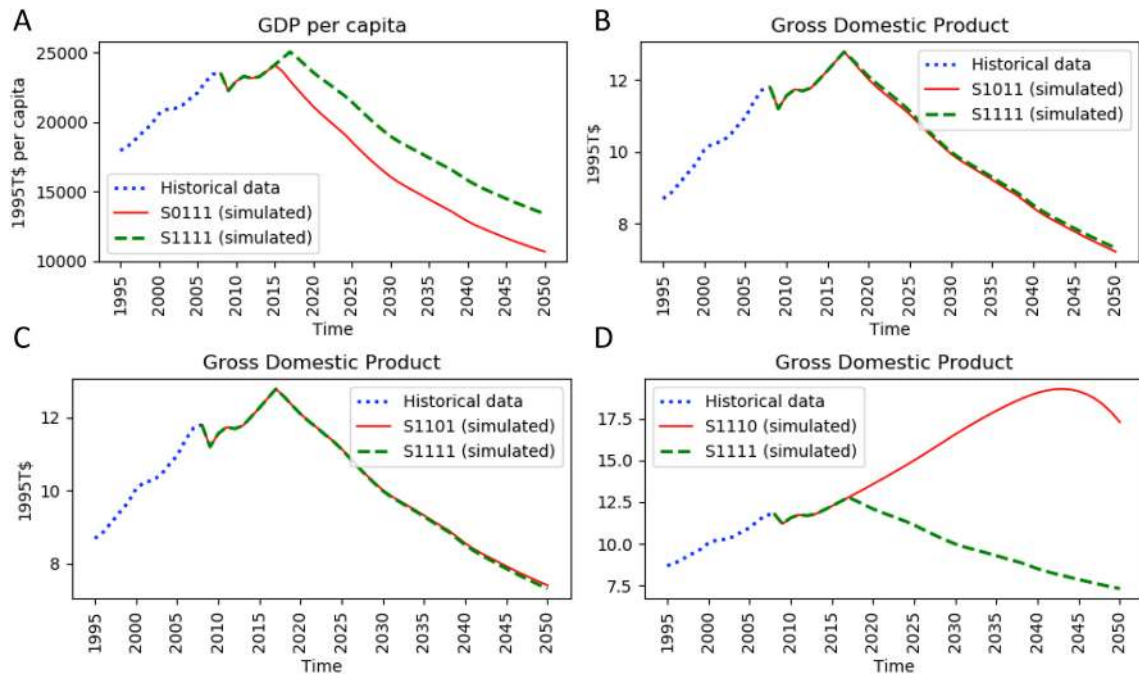 A
GDP per capita
1995T$ per capita
25000
20000
15000
10000
Historical data
S0111 (simulated)
S1111 (simulated)
1995
2000
2005
2010
2015
2020
2025
2030
2035
2040
2045
2050
Time
B
Gross Domestic Product
1995T$
12
10
8
Historical data
S1011 (simulated)
S1111 (simulated)
1995
2000
2005
2010
2015
2020
2025
2030
2035
2040
2045
2050
Time
C
Gross Domestic Product
1995T$
12
10
8
Historical data
S1101 (simulated)
S1111 (simulated)
1995
2000
2005
2010
2015
2020
2025
2030
2035
2040
2045
2050
Time
D
Gross Domestic Product
17.5
15.0
12.5
10.0
7.5
Historical data
S1110 (simulated)
S1111 (simulated)
1995
2000
2005
2010
2015
2020
2025
2030
2035
2040
2045
2050
Time